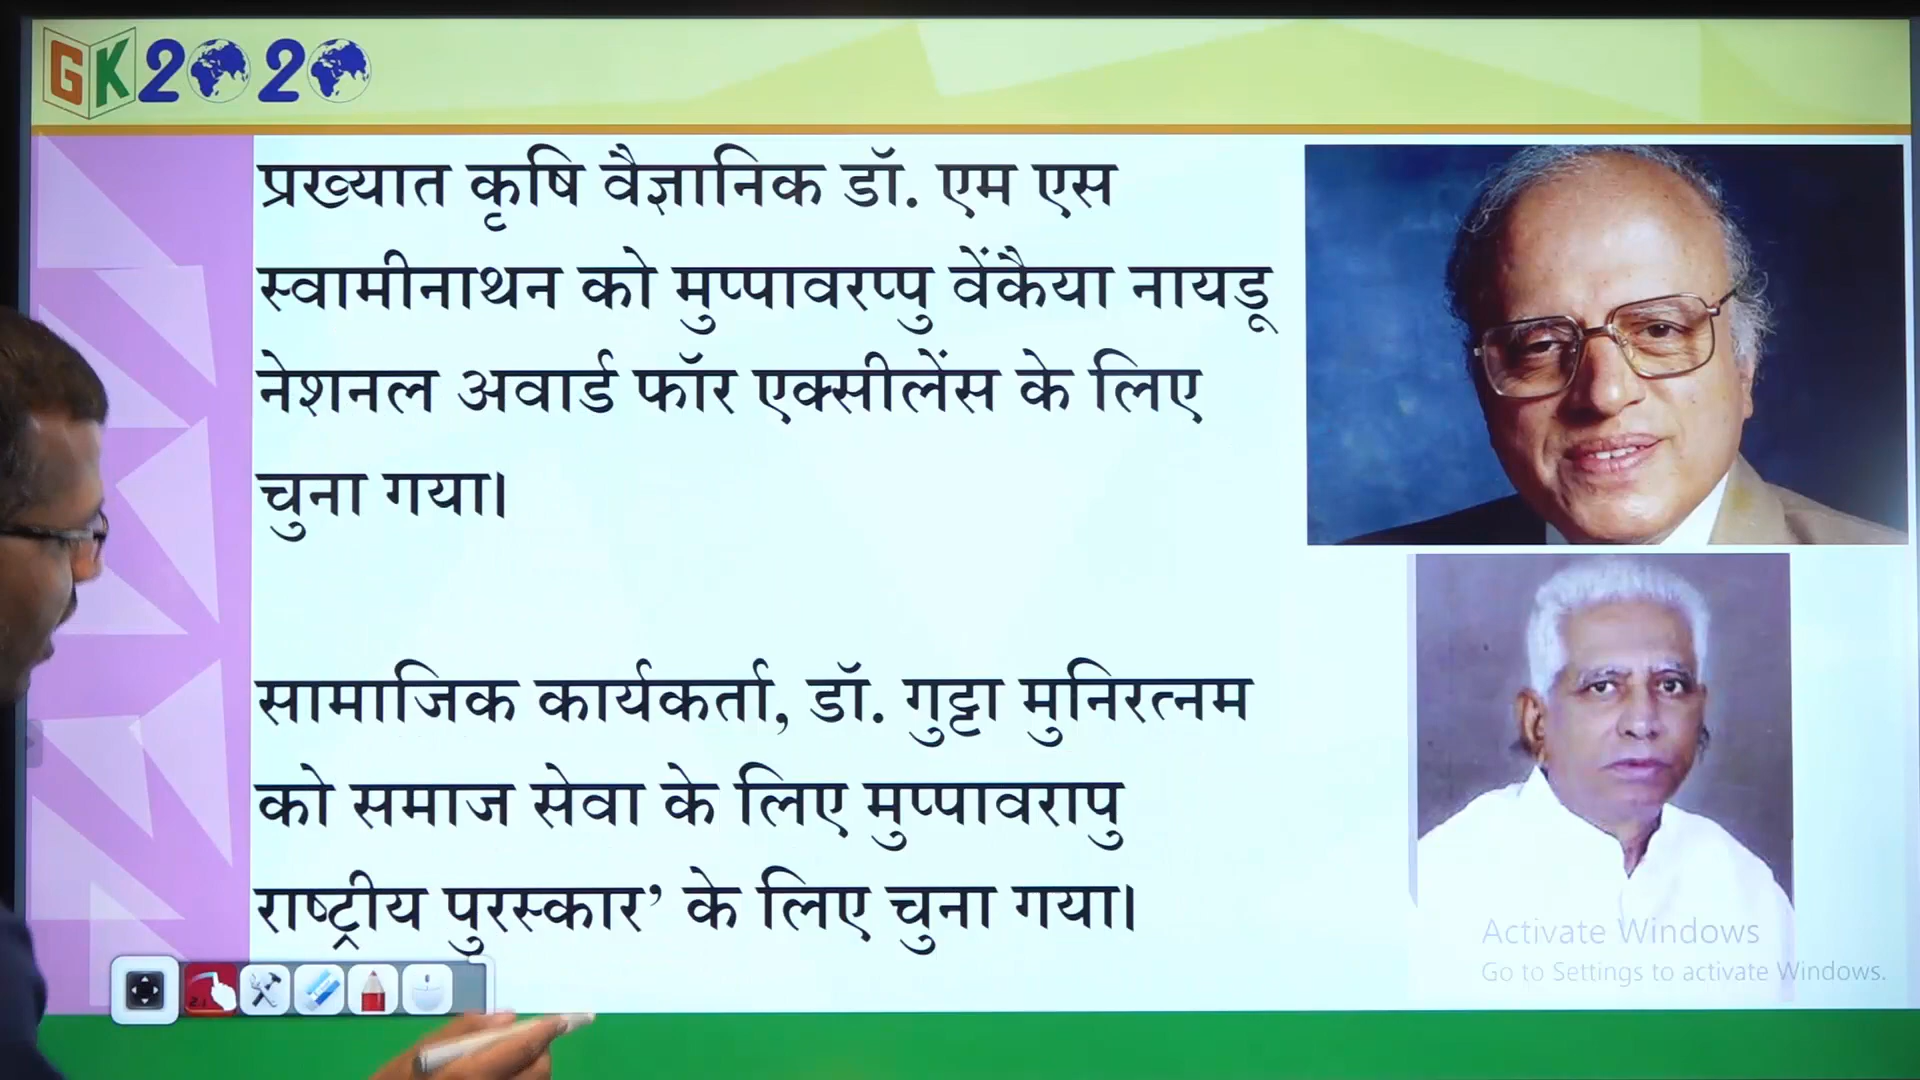 GK2020
प्रख्यात कृषि वैज्ञानिक डॉ. एम एस
स्वामीनाथन को मुप्पावरप्पु वेंकैया नायडू
नेशनल अवार्ड फॉर एक्सीलेंस के लिए
चुना गया।
सामाजिक कार्यकर्ता, डॉ. गुट्टा मुनिरत्नम
को समाज सेवा के लिए मुप्पावरापु
राष्ट्रीय पुरस्कार’ के लिए चुना गया।
Activate Windows
Go to Settings to activate Windows.